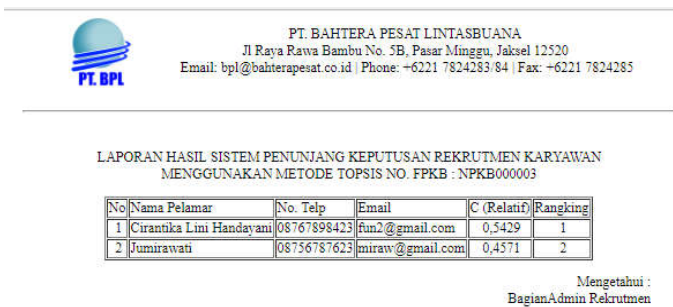 PT. BAHTERA PESAT LINTASBUANA
Jl Raya Rawa Bambu No. 5B, Pasar Minggu, Jaksel 12520
Email: bpl@bahterapesat.co.id | Phone: +6221 7824283/84 | Fax: +6221 7824285
PT. BPL
LAPORAN HASIL SISTEM PENUNJANG KEPUTUSAN REKRUTMEN KARYAWAN
MENGGUNAKAN METODE TOPSIS NO. FPKB : NPKB000003
No Nama Pelamar No. Telp Email C (Relatif) Rangking
1 Cirantika Lini Handayani 08767898423 fun2@gmail.com 0,5429 1
2 Jumirawati 08756787623 miraw@gmail.com 0,4571 2
Mengetahui :
BagianAdmin Rekrutmen